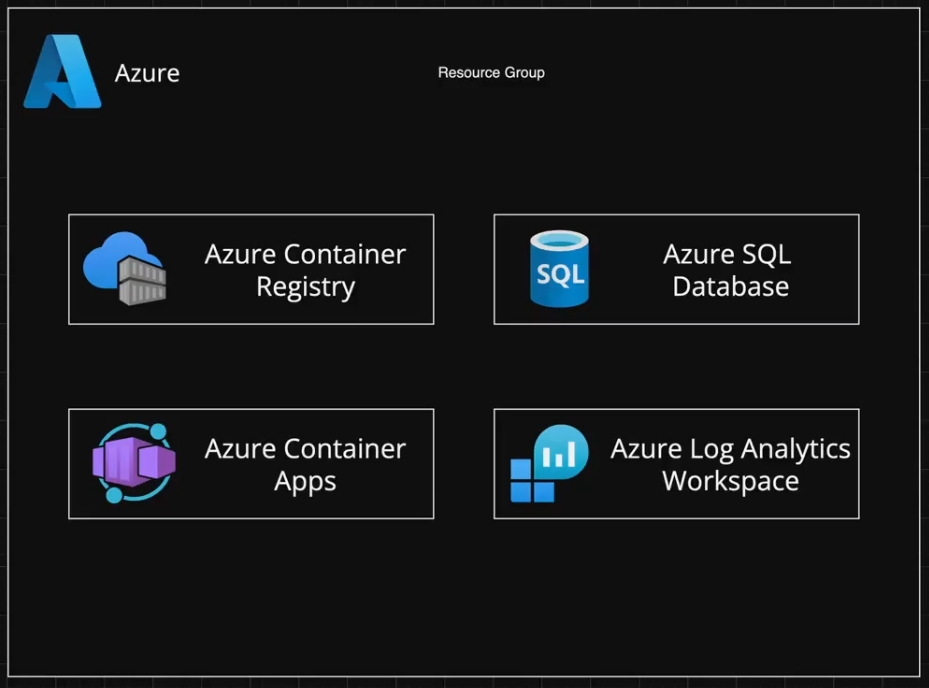 Azure
Resource Group
Azure Container
Registry
Azure SQL
Database
SQL
Azure Container
Apps
Azure Log Analytics
Workspace